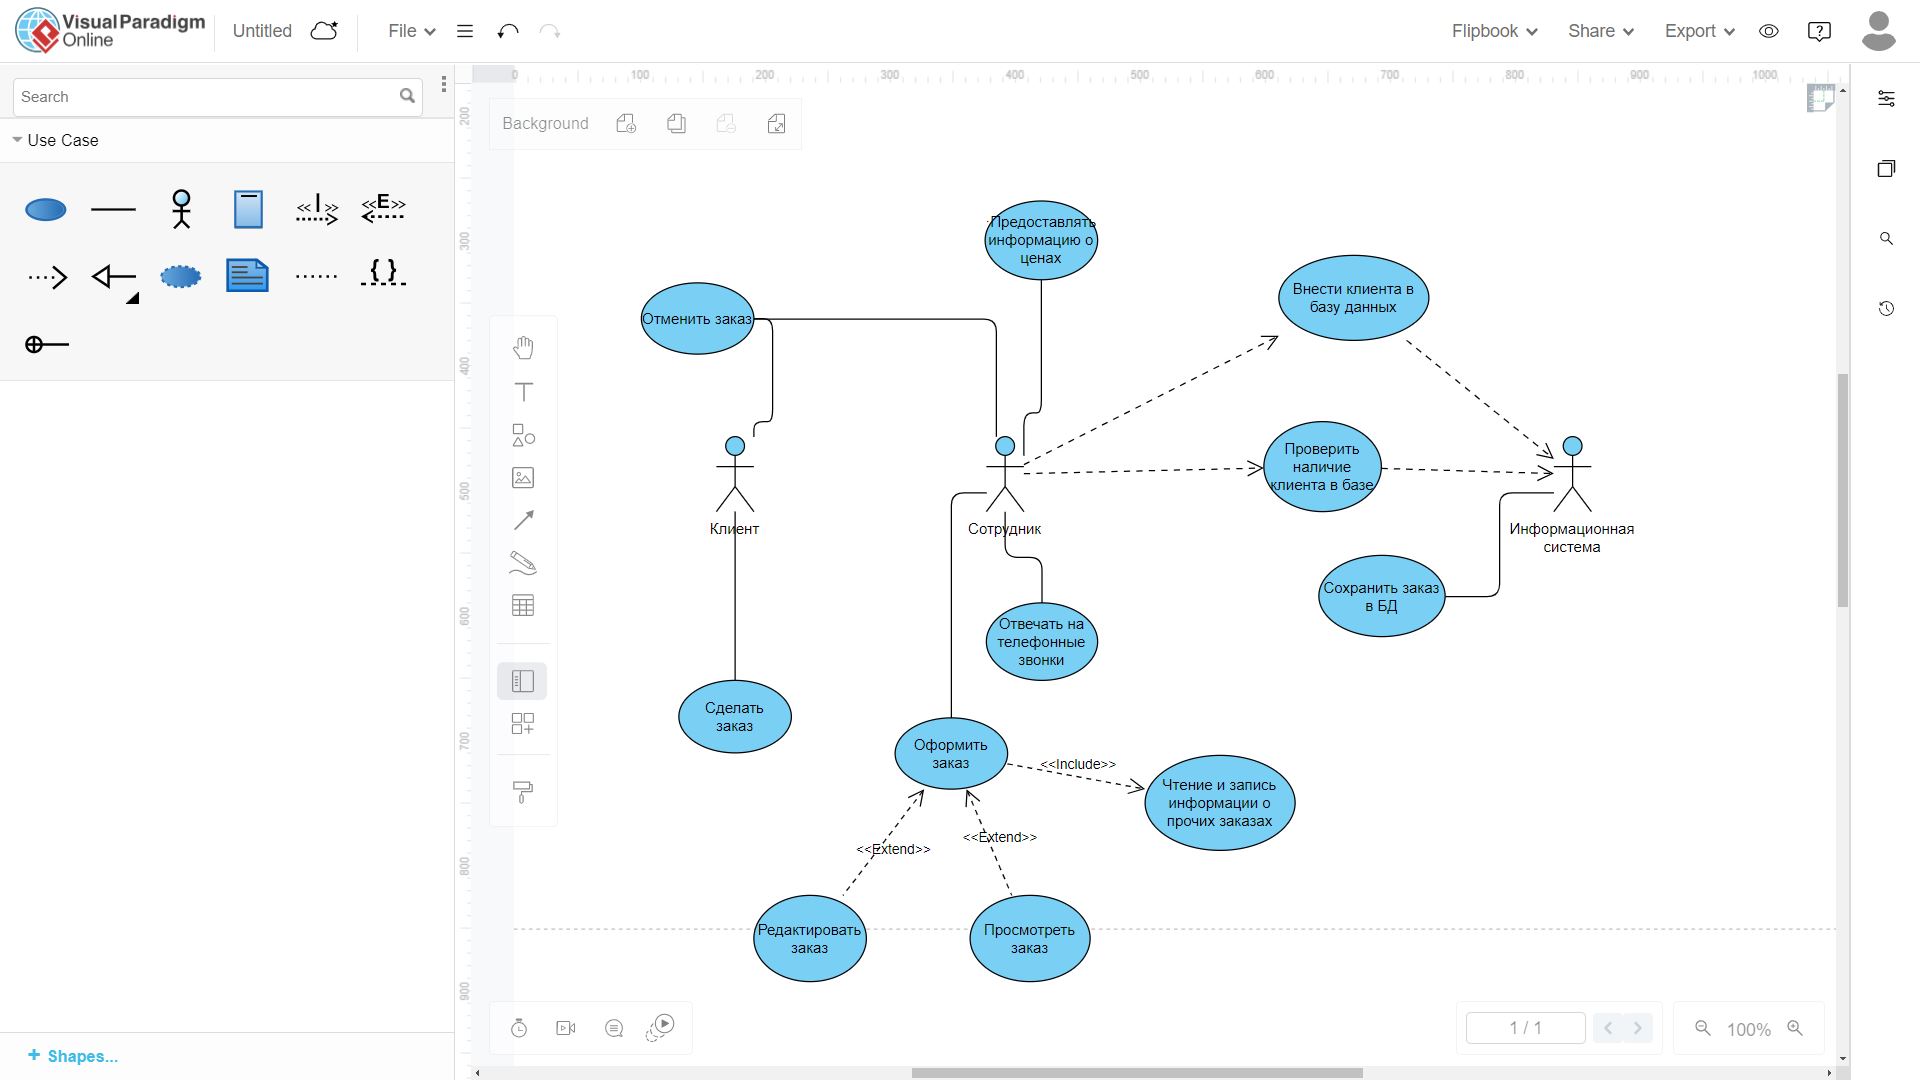 Visual Paradigm
Online
Untitled
File
Flipbook
Share
Export
Search
Use Case
<<I>>
<<E>>
{ }
Shapes...
0 100 200 300 400 500 600 700 800 900 1000
200
300
400
500
600
700
800
900
Background
Предоставлять
информацию о
ценах
Отменить заказ
Внести клиента в
базу данных
Проверить
наличие
клиента в базе
Клиент
Сотрудник
Информационная
система
Сохранить заказ
в БД
Отвечать на
телефонные
звонки
Сделать
заказ
Оформить
заказ
<<Include>>
Чтение и запись
информации о
прочих заказах
<<Extend>>
<<Extend>>
Редактировать
заказ
Просмотреть
заказ
1 / 1
100%